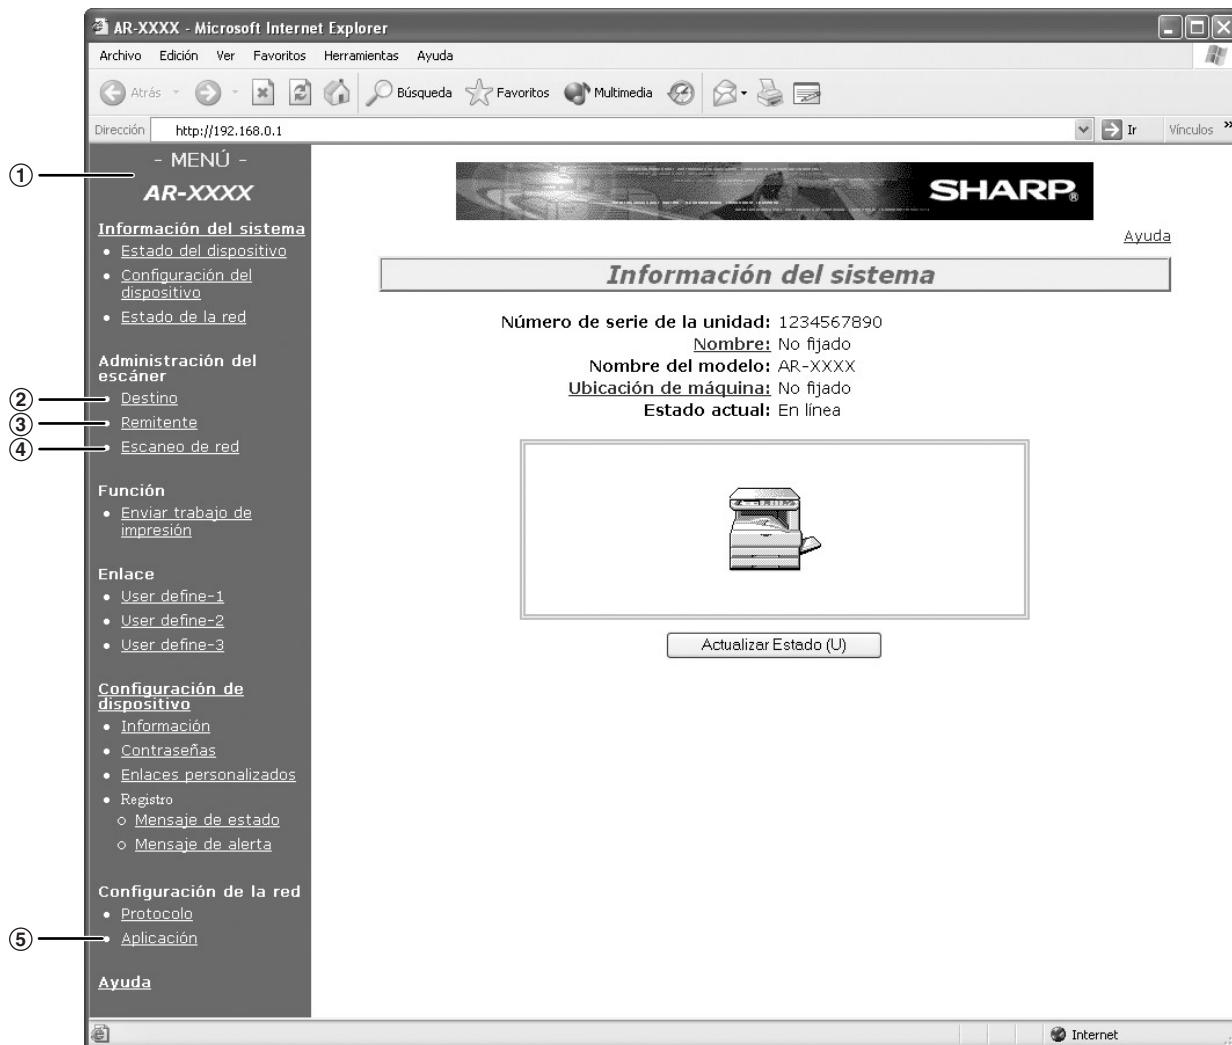 AR-XXXX - Microsoft Internet Explorer
Archivo Edición Ver Favoritos Herramientas Ayuda
Atrás Búsqueda Favoritos Multimedia
Dirección http://192.168.0.1 Ir Vínculos »
① - MENÚ -
AR-XXXX
Información del sistema
• Estado del dispositivo
• Configuración del
dispositivo
• Estado de la red
Administración del
escáner
② • Destino
③ • Remitente
④ • Escaneo de red
Función
• Enviar trabajo de
impresión
Enlace
• User define-1
• User define-2
• User define-3
Configuración de
dispositivo
• Información
• Contraseñas
• Enlaces personalizados
• Registro
○ Mensaje de estado
○ Mensaje de alerta
Configuración de la red
• Protocolo
⑤ • Aplicación
Ayuda
SHARP®
Ayuda
Información del sistema
Número de serie de la unidad: 1234567890
Nombre: No fijado
Nombre del modelo: AR-XXXX
Ubicación de máquina: No fijado
Estado actual: En línea
Actualizar Estado (U)
Internet